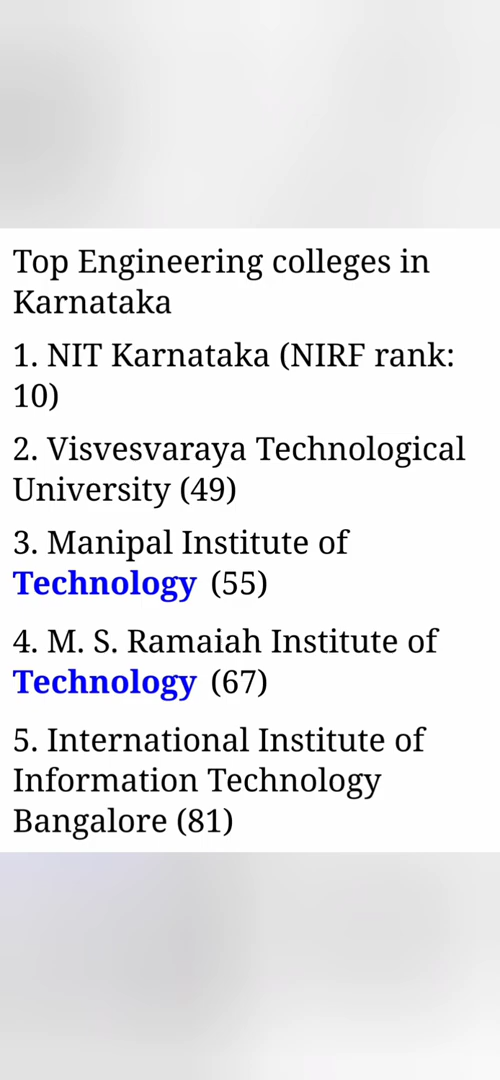 Top Engineering colleges in
Karnataka
1. NIT Karnataka (NIRF rank:
10)
2. Visvesvaraya Technological
University (49)
3. Manipal Institute of
Technology (55)
4. M. S. Ramaiah Institute of
Technology (67)
5. International Institute of
Information Technology
Bangalore (81)